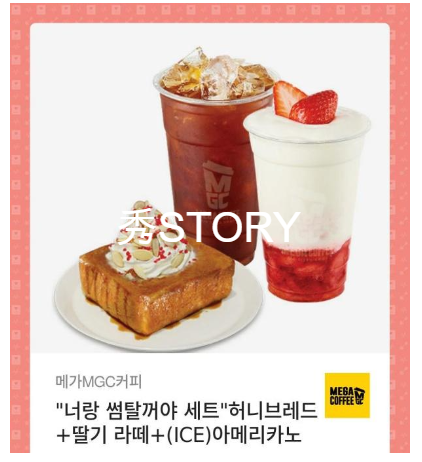 MGC
秀STORY
메가MGC커피
"너랑 썸탈꺼야 세트"허니브레드
+딸기 라떼+(ICE)아메리카노
MEGA
COFFEE